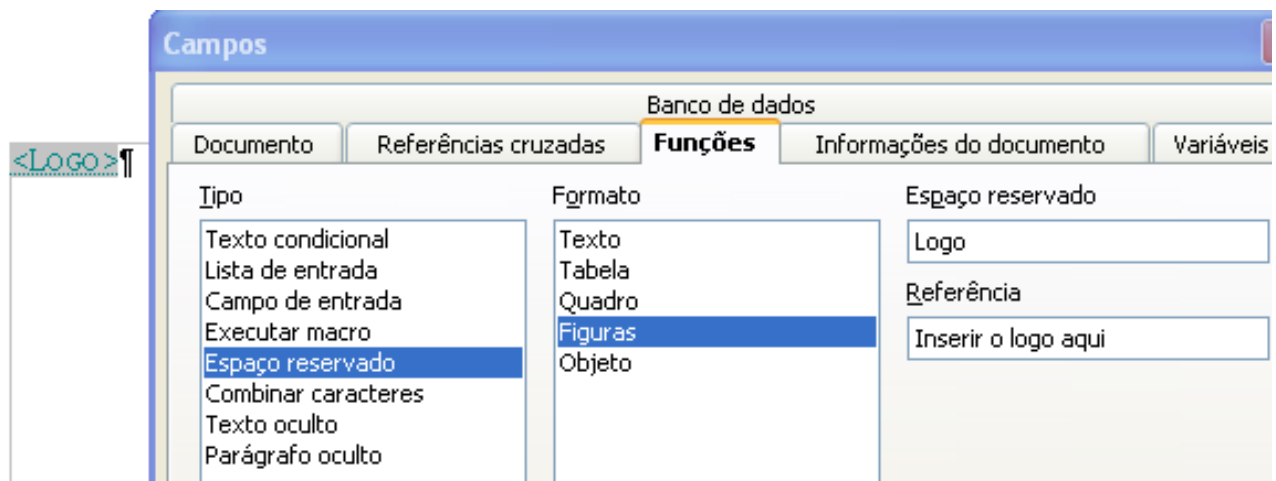 Campos
Banco de dados
Documento Referências cruzadas Funções Informações do documento Variáveis
<LOGO>¶
Tipo
Texto condicional
Lista de entrada
Campo de entrada
Executar macro
Espaço reservado
Combinar caracteres
Texto oculto
Parágrafo oculto
Formato
Texto
Tabela
Quadro
Figuras
Objeto
Espaço reservado
Logo
Referência
Inserir o logo aqui